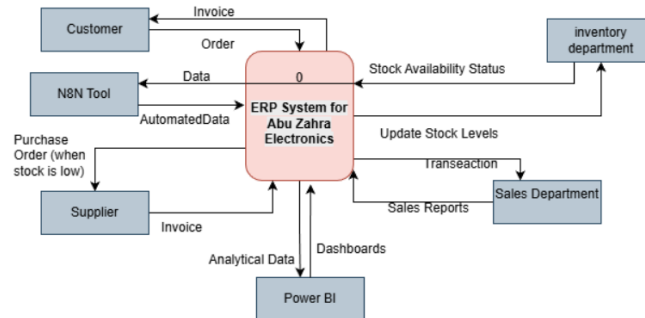 Invoice
Customer
Order
inventory
department
Data
0
Stock Availability Status
N8N Tool
ERP System for
Abu Zahra
Electronics
AutomatedData
Update Stock Levels
Purchase
Order (when
stock is low)
Transeaction
Supplier
Sales Department
Invoice
Sales Reports
Analytical Data
Dashboards
Power BI